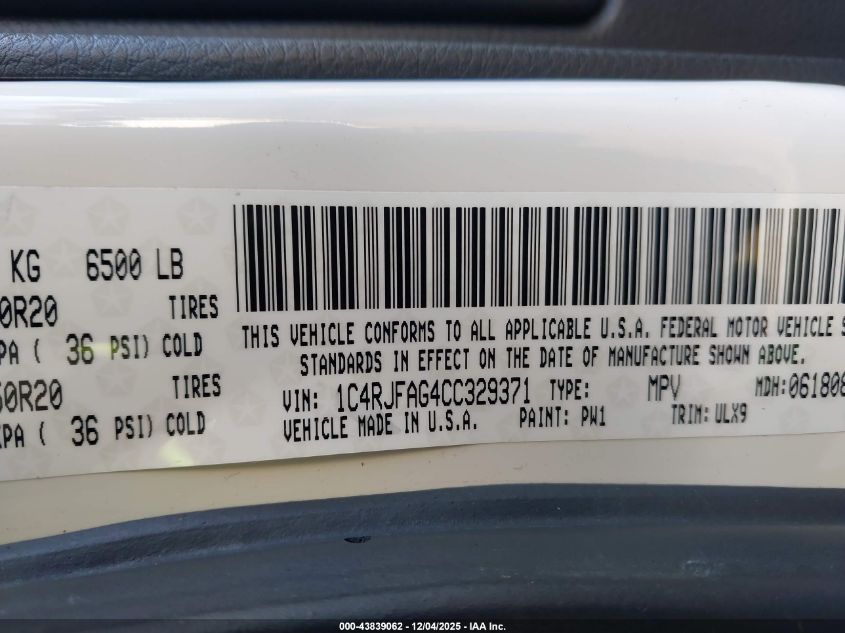 KG 6500 LB
0R20 TIRES
PA ( 36 PSI) COLD
50R20 TIRES
KPA ( 36 PSI) COLD
THIS VEHICLE CONFORMS TO ALL APPLICABLE U.S.A. FEDERAL MOTOR VEHICLE S
STANDARDS IN EFFECT ON THE DATE OF MANUFACTURE SHOWN ABOVE.
VIN: 1C4RJFAG4CC329371 TYPE: MPV MDH:061808
VEHICLE MADE IN U.S.A. PAINT: PW1 TRIM: ULX9
000-43839062 - 12/04/2025 - IAA Inc.